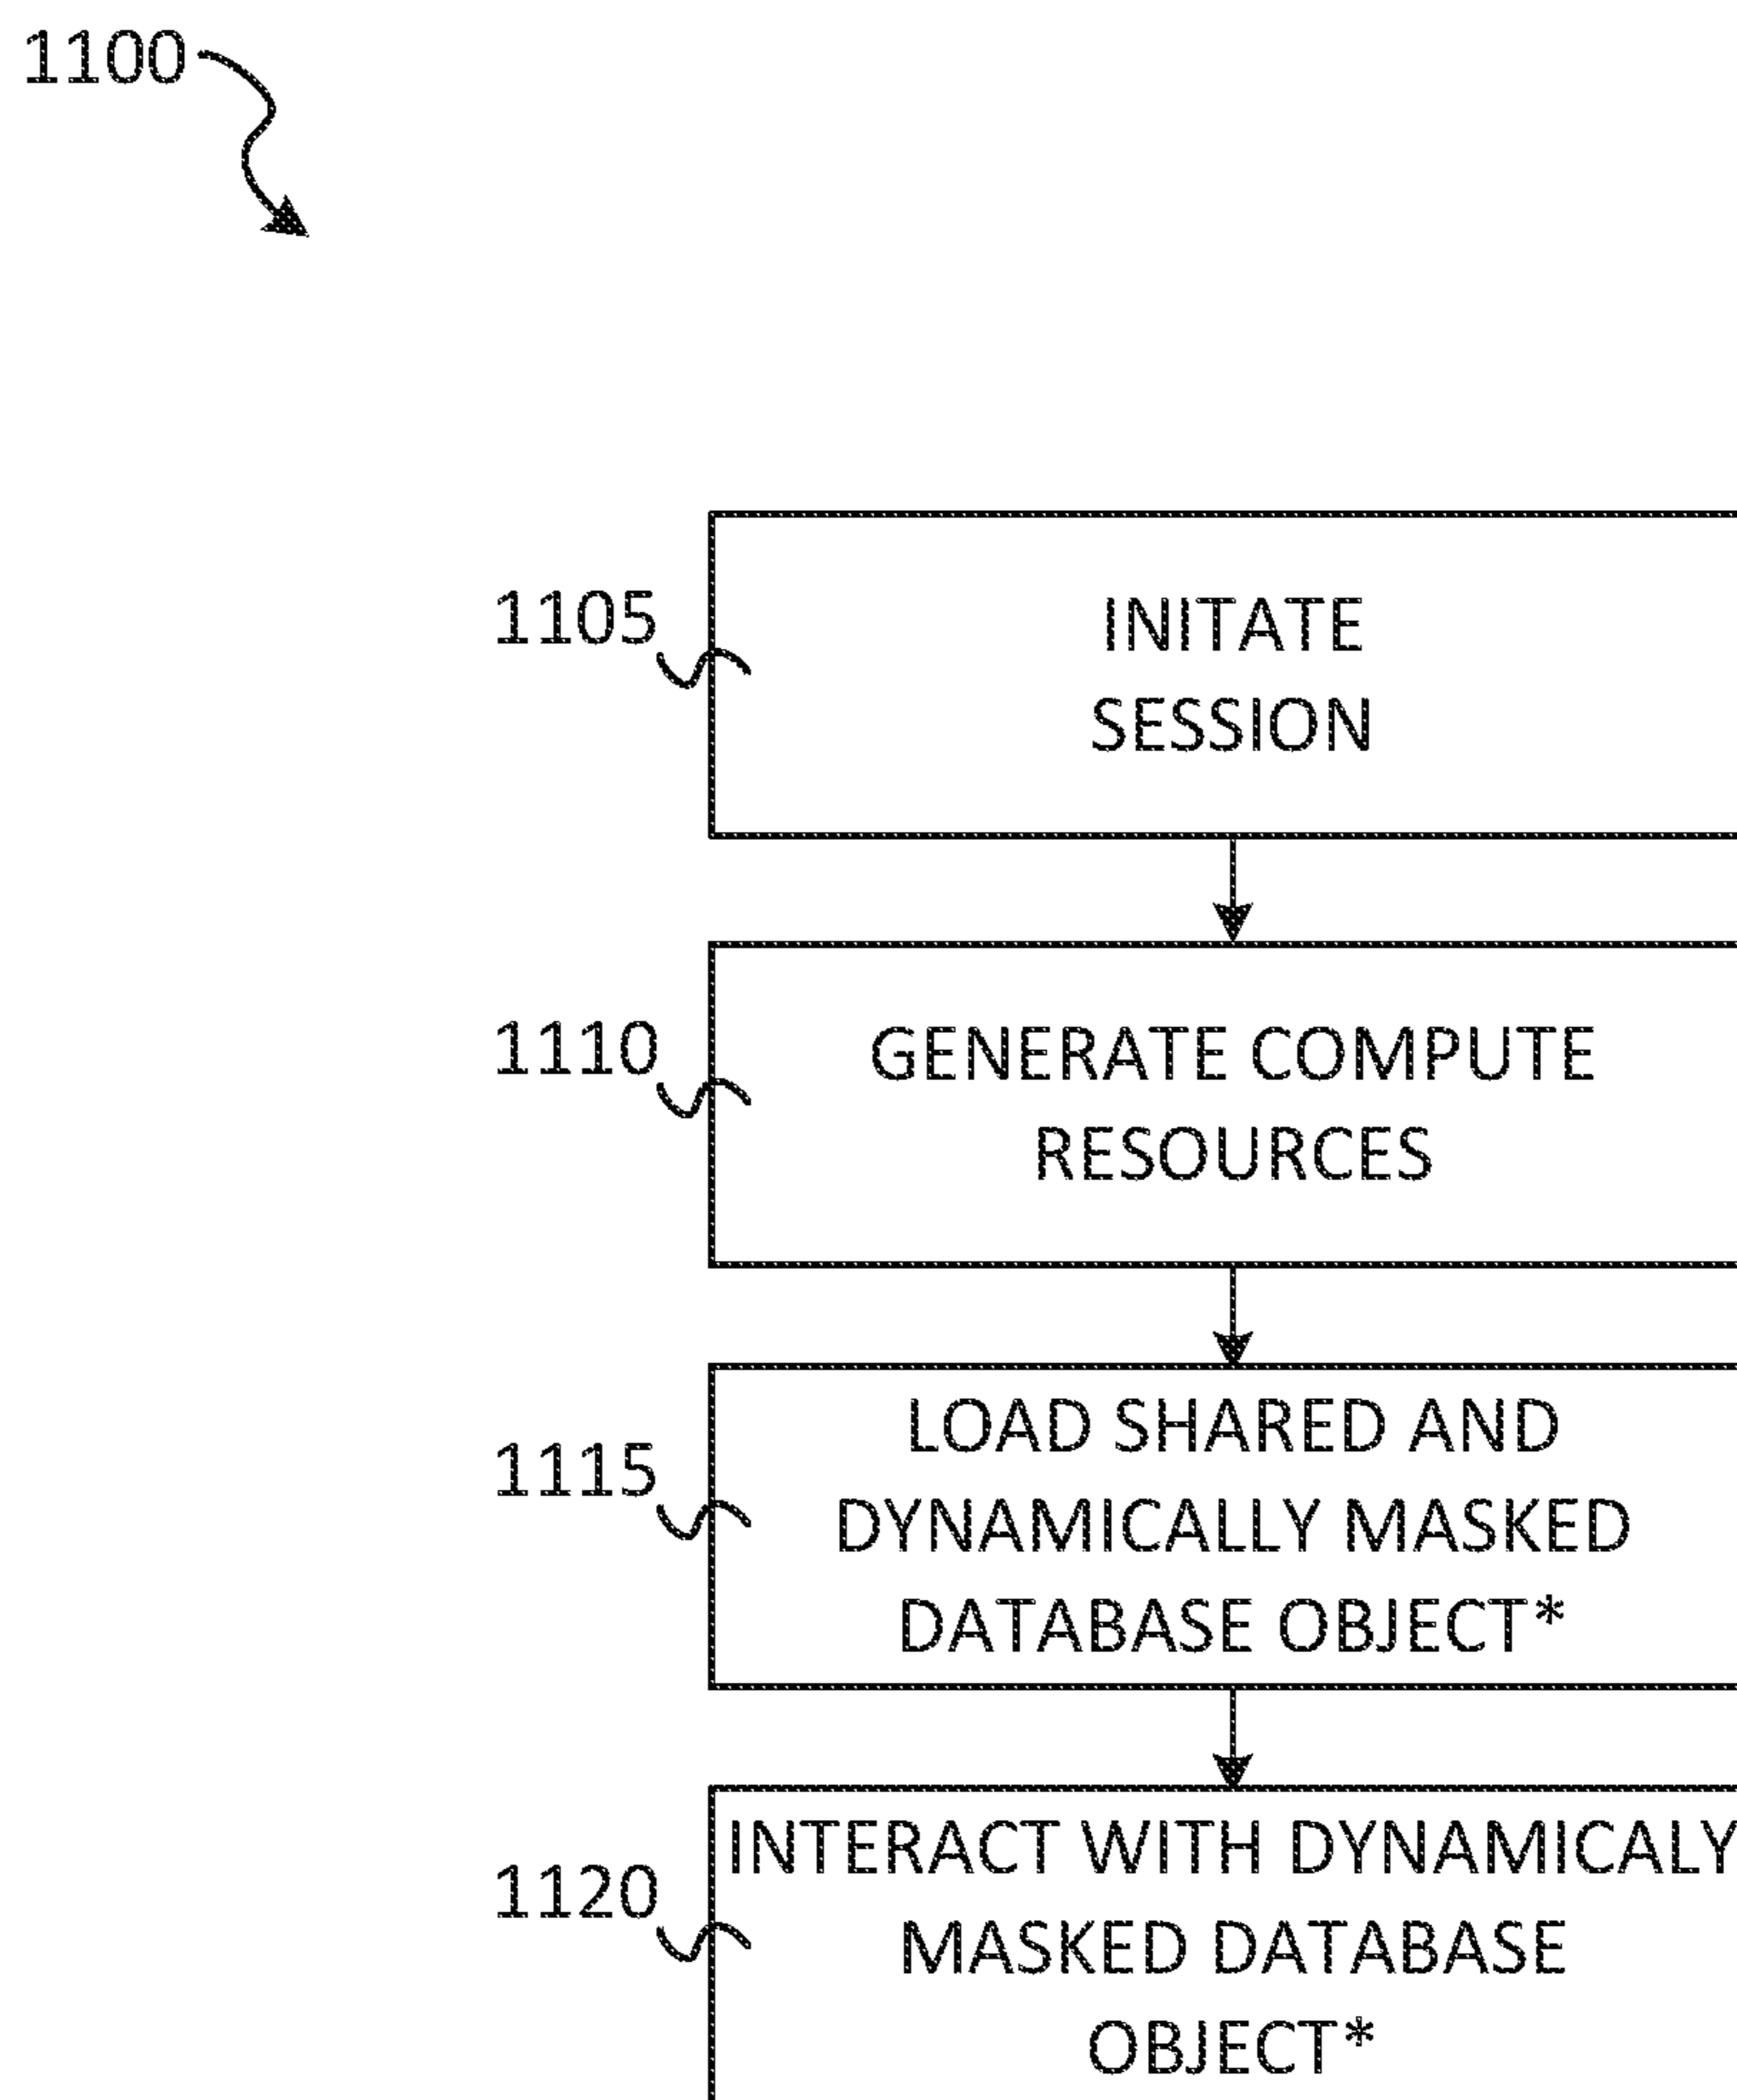 1100
1105
INITATE
SESSION
1110
GENERATE COMPUTE
RESOURCES
1115
LOAD SHARED AND
DYNAMICALLY MASKED
DATABASE OBJECT*
1120
INTERACT WITH DYNAMICALY
MASKED DATABASE
OBJECT*